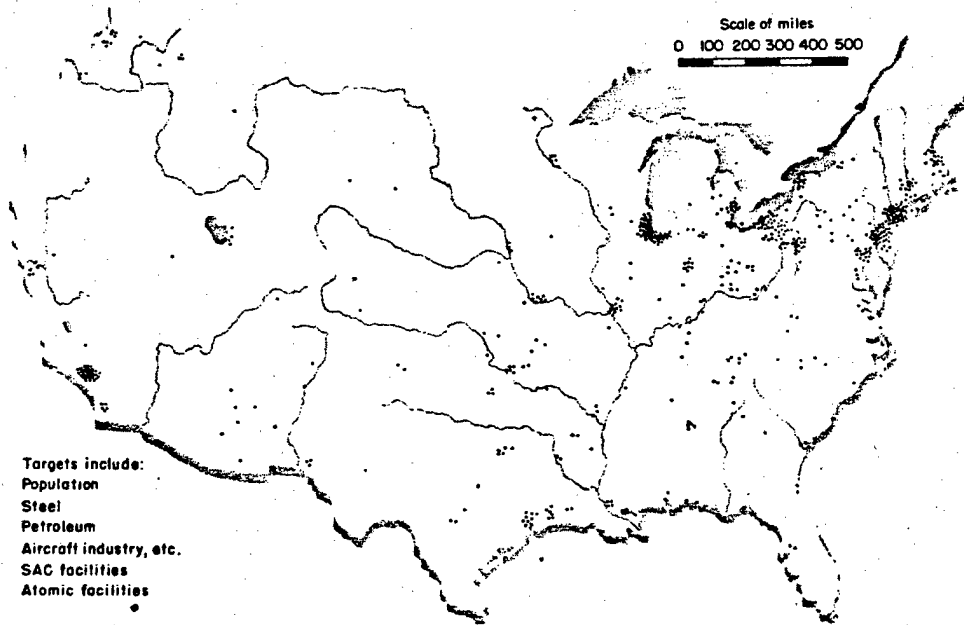 Scale of miles
0 100 200 300 400 500
Targets include:
Population
Steel
Petroleum
Aircraft industry, etc.
SAC facilities
Atomic facilities